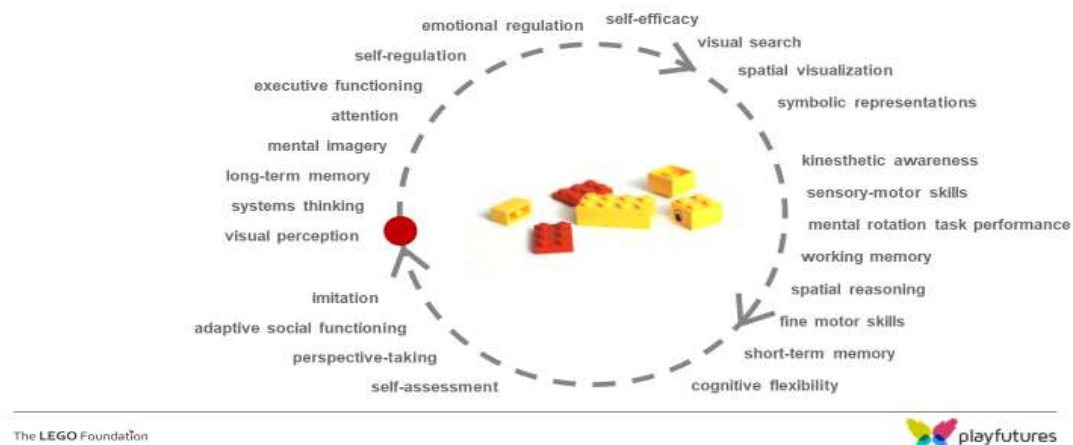 emotional regulation
self-efficacy
self-regulation
visual search
executive functioning
spatial visualization
attention
symbolic representations
mental imagery
long-term memory
kinesthetic awareness
systems thinking
sensory-motor skills
visual perception
mental rotation task performance
working memory
imitation
spatial reasoning
adaptive social functioning
fine motor skills
perspective-taking
short-term memory
self-assessment
cognitive flexibility
The LEGO Foundation
playfutures